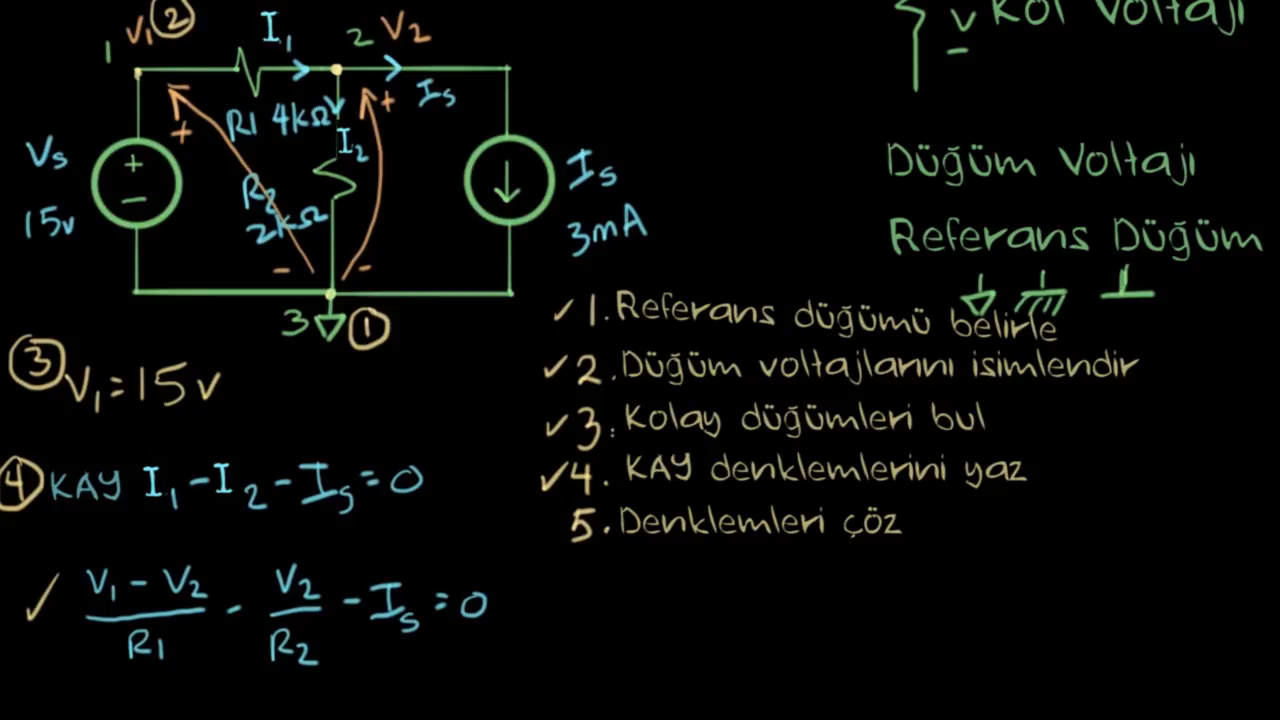 v Kol Voltajı
1 V₁ ② I₁ 2 V₂
Is
+ R1 4kΩ +
I₂
Vs + − Is
R2
15v 2kΩ 3mA
− −
3 ①
Düğüm Voltajı
Referans Düğüm
✓ 1. Referans düğümü belirle
✓ 2. Düğüm voltajlarını isimlendir
✓ 3. Kolay düğümleri bul
✓ 4. KAY denklemlerini yaz
5. Denklemleri çöz
③ V₁ = 15v
④ KAY I₁ - I₂ - Is = 0
✓ V₁ - V₂ / R1 - V₂ / R2 - Is = 0